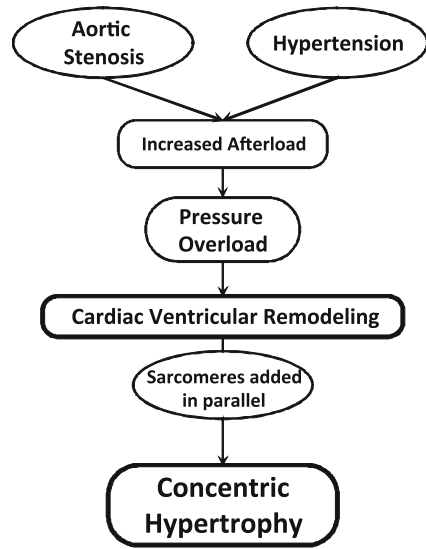 Aortic
Stenosis
Hypertension
Increased Afterload
Pressure
Overload
Cardiac Ventricular Remodeling
Sarcomeres added
in parallel
Concentric
Hypertrophy